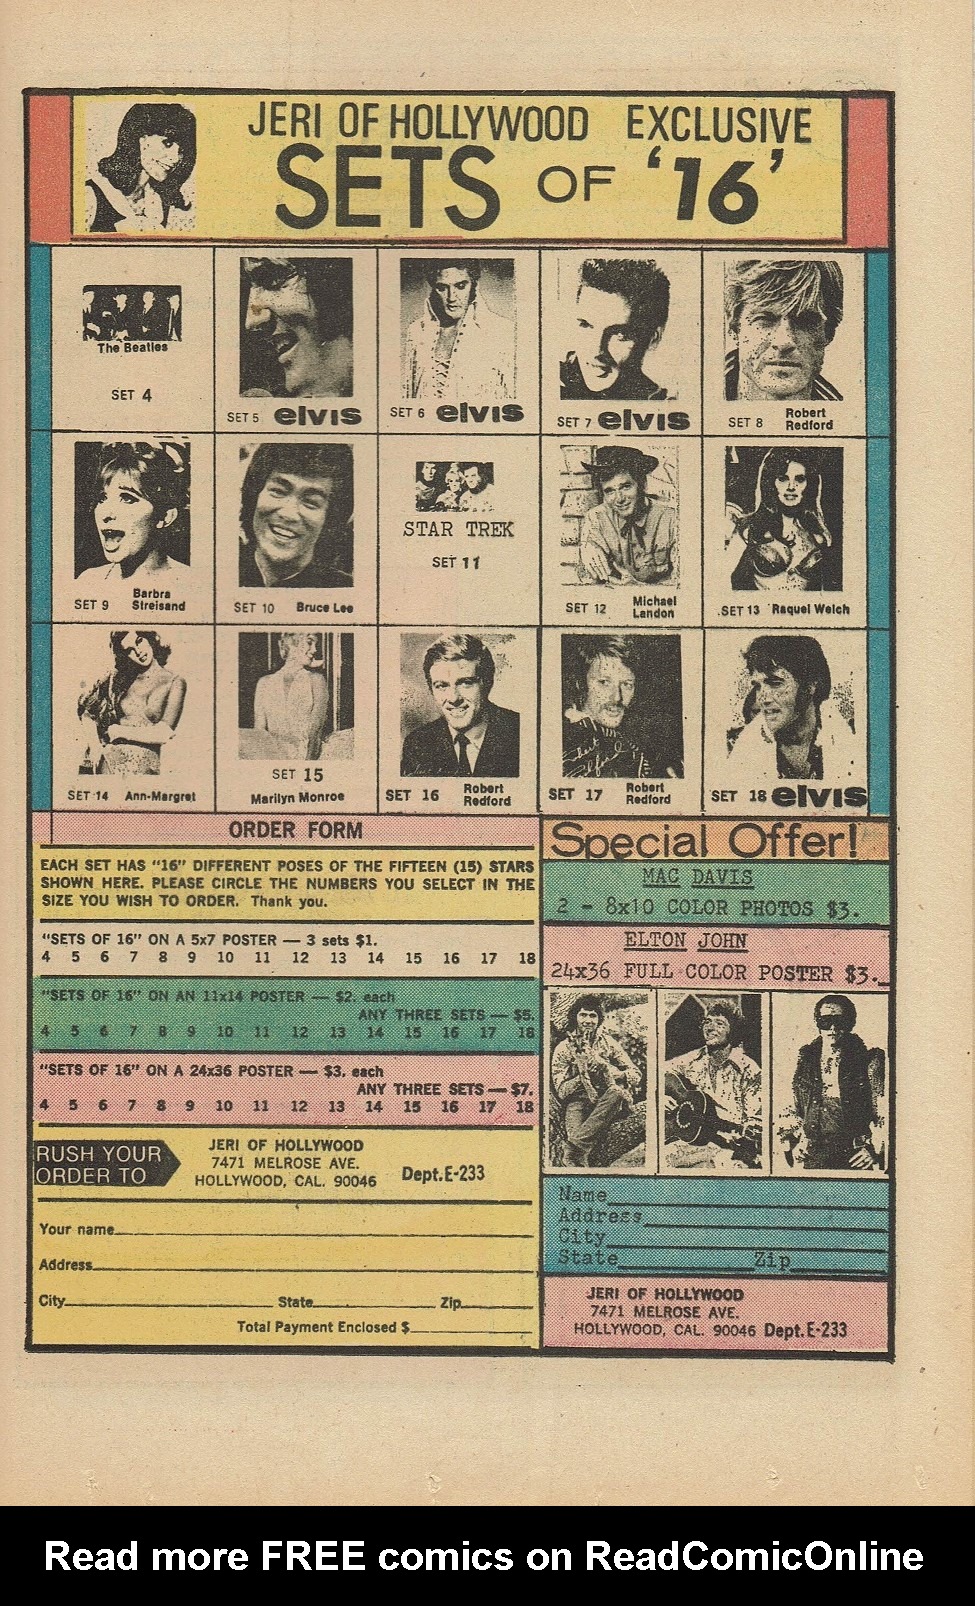 JERI OF HOLLYWOOD EXCLUSIVE
SETS OF '16'
The Beatles
SET 4
SET 5 elvis
SET 6 elvis
SET 7 elvis
SET 8 Robert Redford
SET 9 Barbra Streisand
SET 10 Bruce Lee
STAR TREK
SET 11
SET 12 Michael Landon
SET 13 Raquel Welch
SET 14 Ann-Margret
SET 15
Marilyn Monroe
SET 16 Robert Redford
SET 17 Robert Redford
SET 18 elvis
ORDER FORM
EACH SET HAS "16" DIFFERENT POSES OF THE FIFTEEN (15) STARS
SHOWN HERE. PLEASE CIRCLE THE NUMBERS YOU SELECT IN THE
SIZE YOU WISH TO ORDER. Thank you.
"SETS OF 16" ON A 5x7 POSTER — 3 sets $1.
4 5 6 7 8 9 10 11 12 13 14 15 16 17 18
"SETS OF 16" ON AN 11x14 POSTER — $2. each
ANY THREE SETS — $5.
4 5 6 7 8 9 10 11 12 13 14 15 16 17 18
"SETS OF 16" ON A 24x36 POSTER — $3. each
ANY THREE SETS — $7.
4 5 6 7 8 9 10 11 12 13 14 15 16 17 18
RUSH YOUR
ORDER TO
JERI OF HOLLYWOOD
7471 MELROSE AVE.
HOLLYWOOD, CAL. 90046 Dept.E-233
Your name
Address
City State Zip
Total Payment Enclosed $
Special Offer!
MAC DAVIS
2 - 8x10 COLOR PHOTOS $3.
ELTON JOHN
24x36 FULL COLOR POSTER $3.
Name
Address
City
State Zip
JERI OF HOLLYWOOD
7471 MELROSE AVE.
HOLLYWOOD, CAL. 90046 Dept.E-233
Read more FREE comics on ReadComicOnline